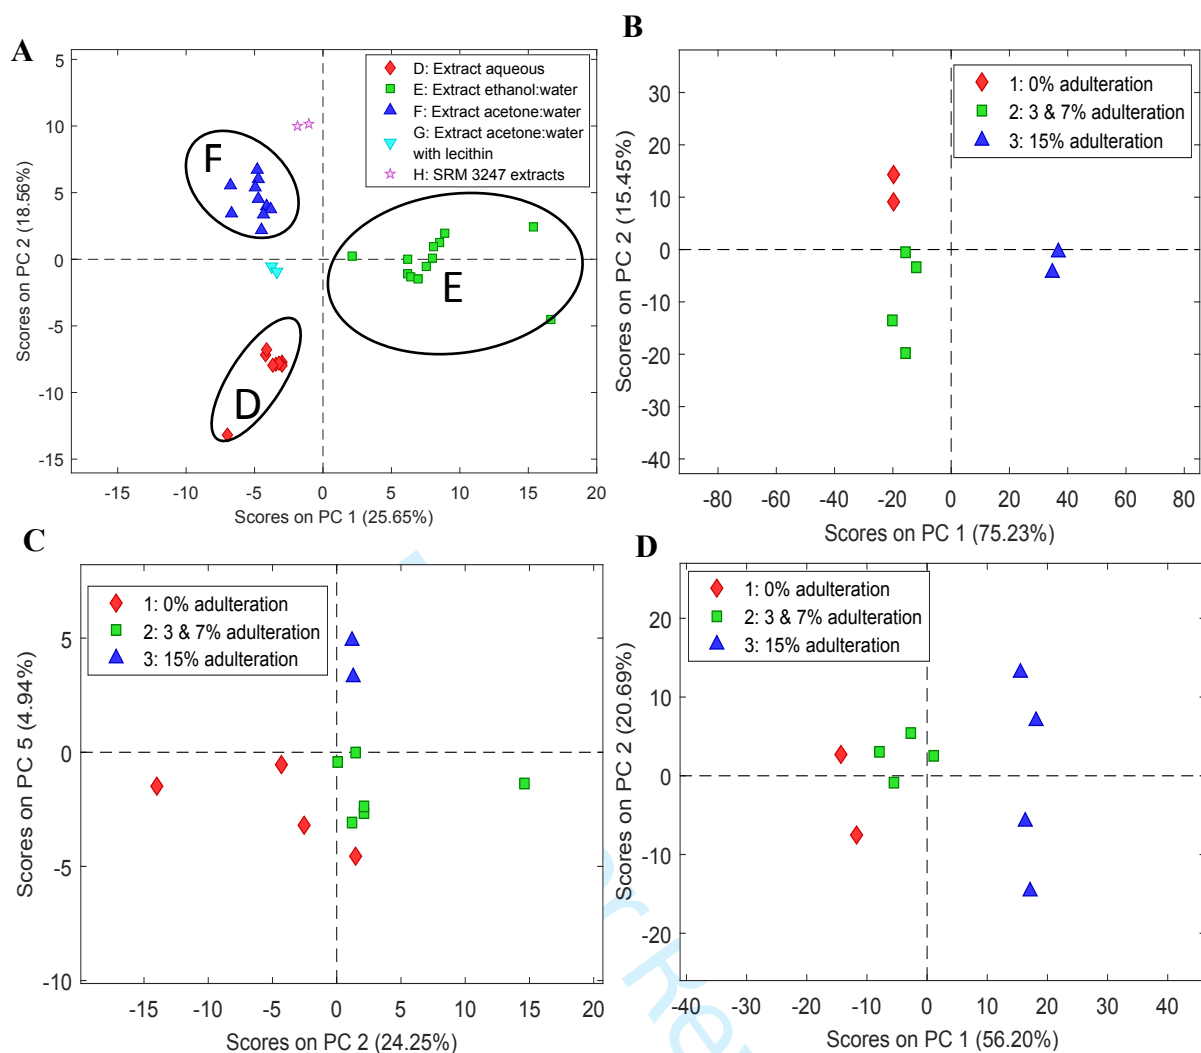 A
5
10
5
0
-5
-10
-15
Scores on PC 2 (18.56%)
-15
-10
-5
0
5
10
15
20
Scores on PC 1 (25.65%)
D: Extract aqueous
E: Extract ethanol:water
F: Extract acetone:water
G: Extract acetone:water
with lecithin
H: SRM 3247 extracts
F
E
D
B
30
20
10
0
-10
-20
-30
-40
Scores on PC 2 (15.45%)
-80
-60
-40
-20
0
20
40
60
80
Scores on PC 1 (75.23%)
1: 0% adulteration
2: 3 & 7% adulteration
3: 15% adulteration
C
5
0
-5
-10
Scores on PC 5 (4.94%)
-15
-10
-5
0
5
10
15
20
Scores on PC 2 (24.25%)
1: 0% adulteration
2: 3 & 7% adulteration
3: 15% adulteration
D
20
10
0
-10
-20
Scores on PC 2 (20.69%)
-40
-30
-20
-10
0
10
20
30
40
Scores on PC 1 (56.20%)
1: 0% adulteration
2: 3 & 7% adulteration
3: 15% adulteration